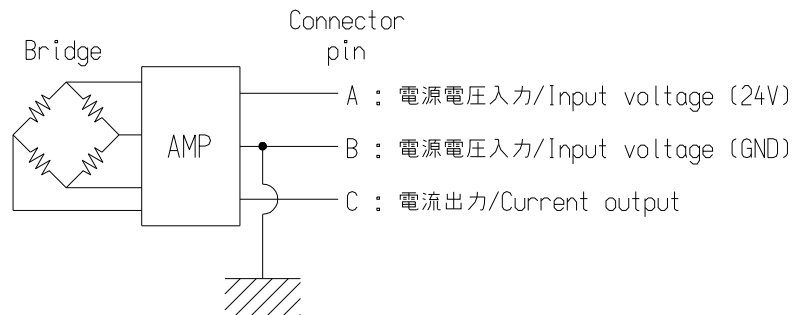 Connector
pin
Bridge
AMP
A : 電源電圧入力/Input voltage (24V)
B : 電源電圧入力/Input voltage (GND)
C : 電流出力/Current output